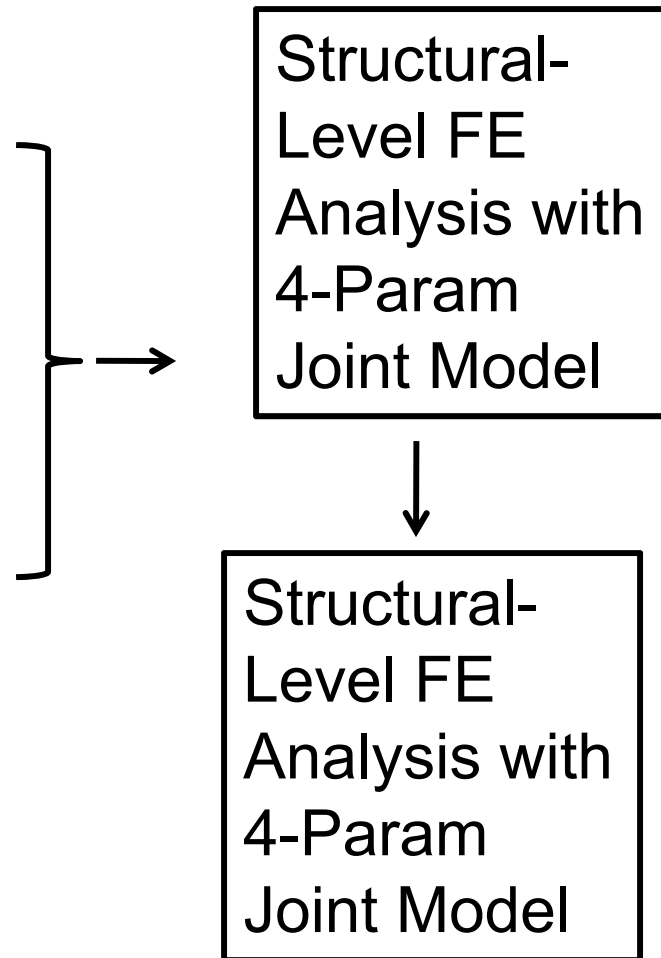 Structural-
Level FE
Analysis with
4-Param
Joint Model
Structural-
Level FE
Analysis with
4-Param
Joint Model